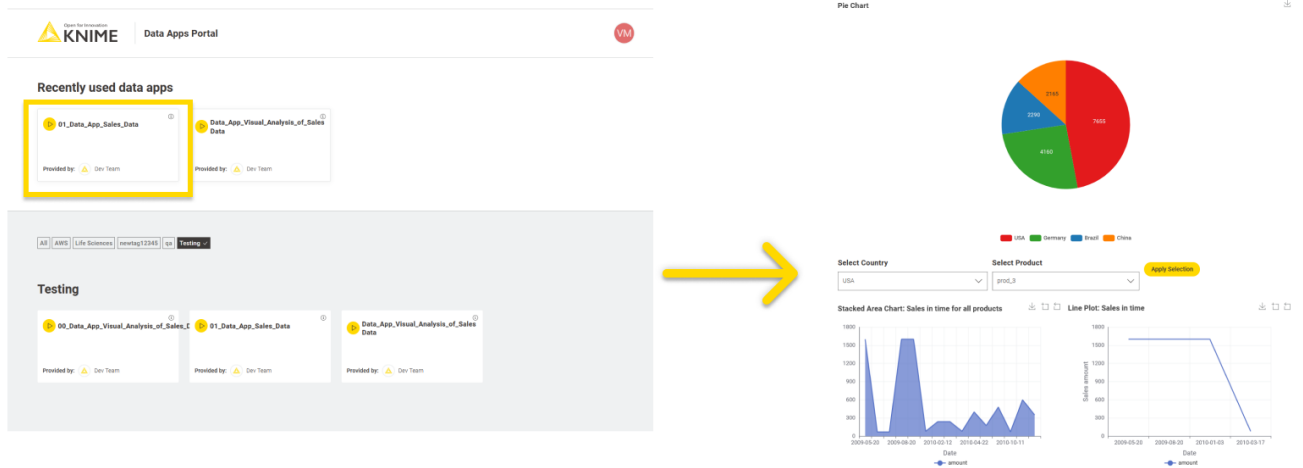 Open for Innovation
KNIME
Data Apps Portal
VM
Recently used data apps
01_Data_App_Sales_Data
Provided by: Dev Team
Data_App_Visual_Analysis_of_Sales
Data
Provided by: Dev Team
All AWS Life Sciences newtag12345 qa Testing
Testing
00_Data_App_Visual_Analysis_of_Sales_D
Provided by: Dev Team
01_Data_App_Sales_Data
Provided by: Dev Team
Data_App_Visual_Analysis_of_Sales
Data
Provided by: Dev Team
Pie Chart
2165
2290
7655
4160
USA Germany Brazil China
Select Country
USA
Select Product
prod_3
Apply Selection
Stacked Area Chart: Sales in time for all products
1800
1500
1200
900
600
300
0
2009-05-20 2009-08-20 2010-02-12 2010-04-22 2010-10-11
Date
amount
Line Plot: Sales in time
Sales amount
1800
1500
1200
900
600
300
0
2009-05-20 2009-08-20 2010-01-03 2010-03-17
Date
amount